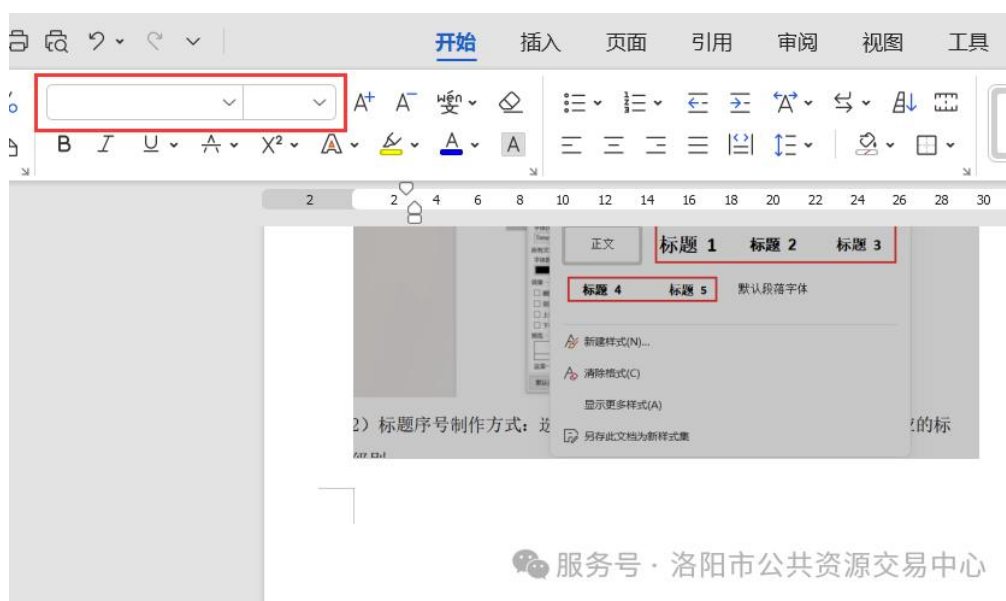 开始 插入 页面 引用 审阅 视图 工具
A+ A- wén 变
B I U A X² A A A
2 2 4 6 8 10 12 14 16 18 20 22 24 26 28 30
正文 标题 1 标题 2 标题 3
标题 4 标题 5 默认段落字体
新建样式(N)...
清除格式(C)
显示更多样式(A)
另存此文档为新样式集
2）标题序号制作方式：选 的标
服务号 · 洛阳市公共资源交易中心